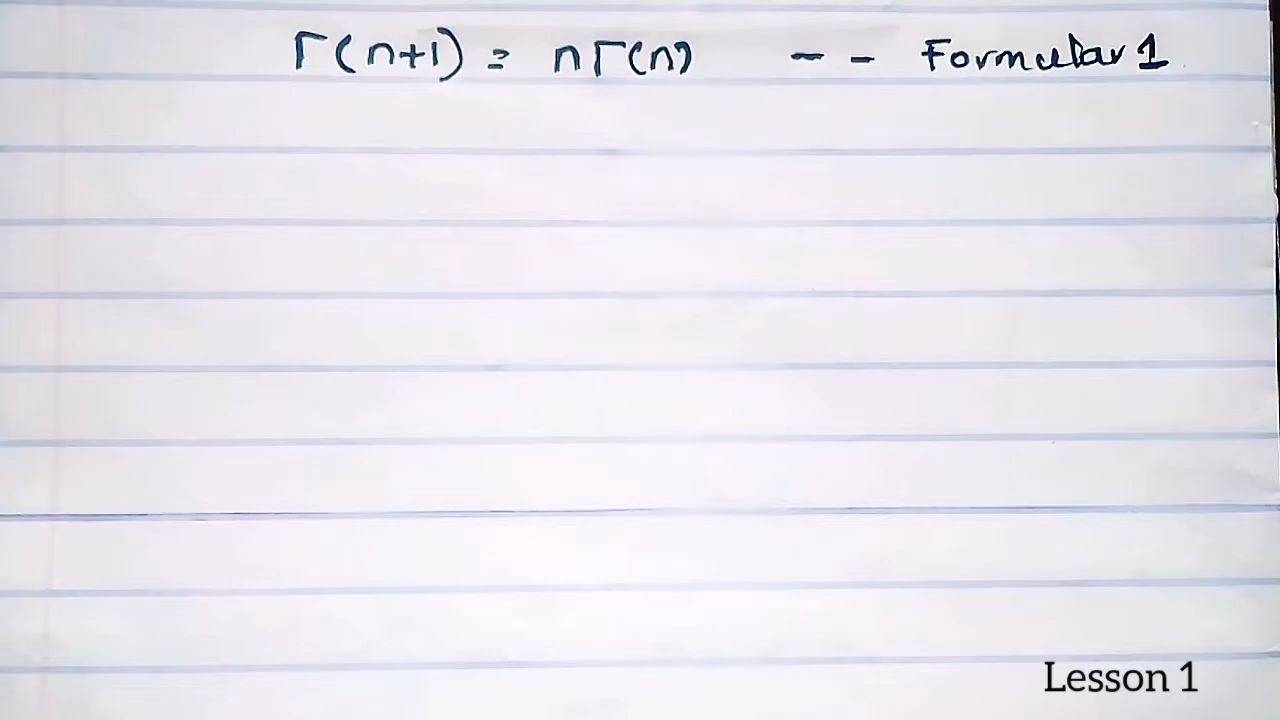 Γ(n+1) = nΓ(n) -- Formular 1
Lesson 1